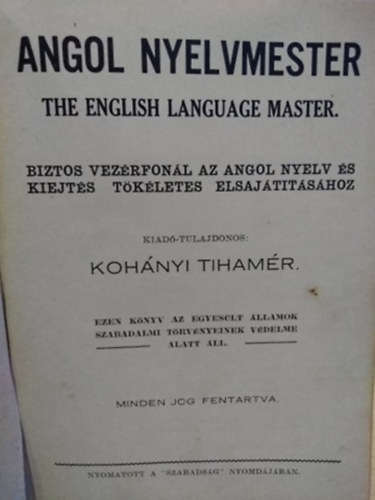 ANGOL NYELVMESTER
THE ENGLISH LANGUAGE MASTER.
BIZTOS VEZÉRFONÁL AZ ANGOL NYELV ÉS
KIEJTÉS TÖKÉLETES ELSAJÁTITÁSÁHOZ
KIADÓ-TULAJDONOS:
KOHÁNYI TIHAMÉR.
EZEN KÖNYV AZ EGYESÜLT ÁLLAMOK
SZABADALMI TÖRVÉNYEINEK VÉDELME
ALATT ÁLL.
MINDEN JOG FENTARTVA.
NYOMATOTT A "SZABADSÁG" NYOMDÁJÁBAN.